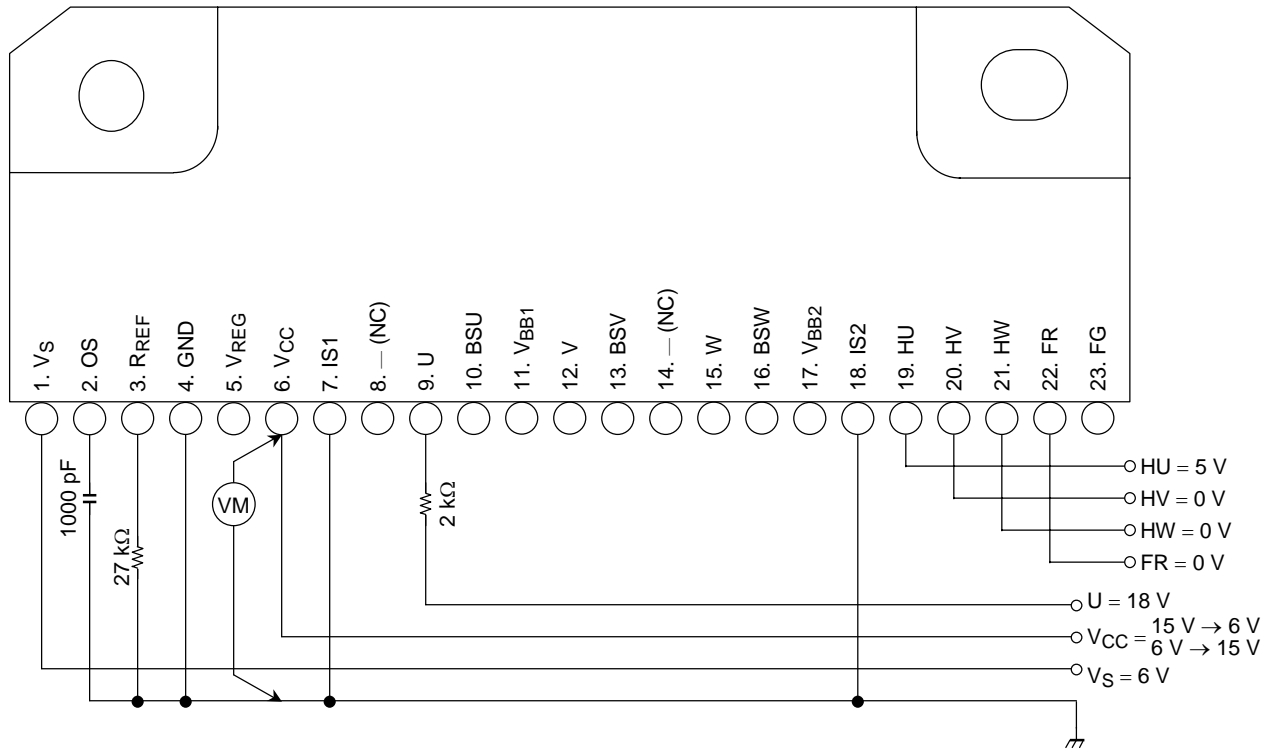 1. VS
2. OS
3. RREF
4. GND
5. VREG
6. VCC
7. IS1
8. — (NC)
9. U
10. BSU
11. VBB1
12. V
13. BSV
14. — (NC)
15. W
16. BSW
17. VBB2
18. IS2
19. HU
20. HV
21. HW
22. FR
23. FG
1000 pF
27 kΩ
VM
2 kΩ
HU = 5 V
HV = 0 V
HW = 0 V
FR = 0 V
U = 18 V
VCC = 15 V → 6 V
6 V → 15 V
VS = 6 V